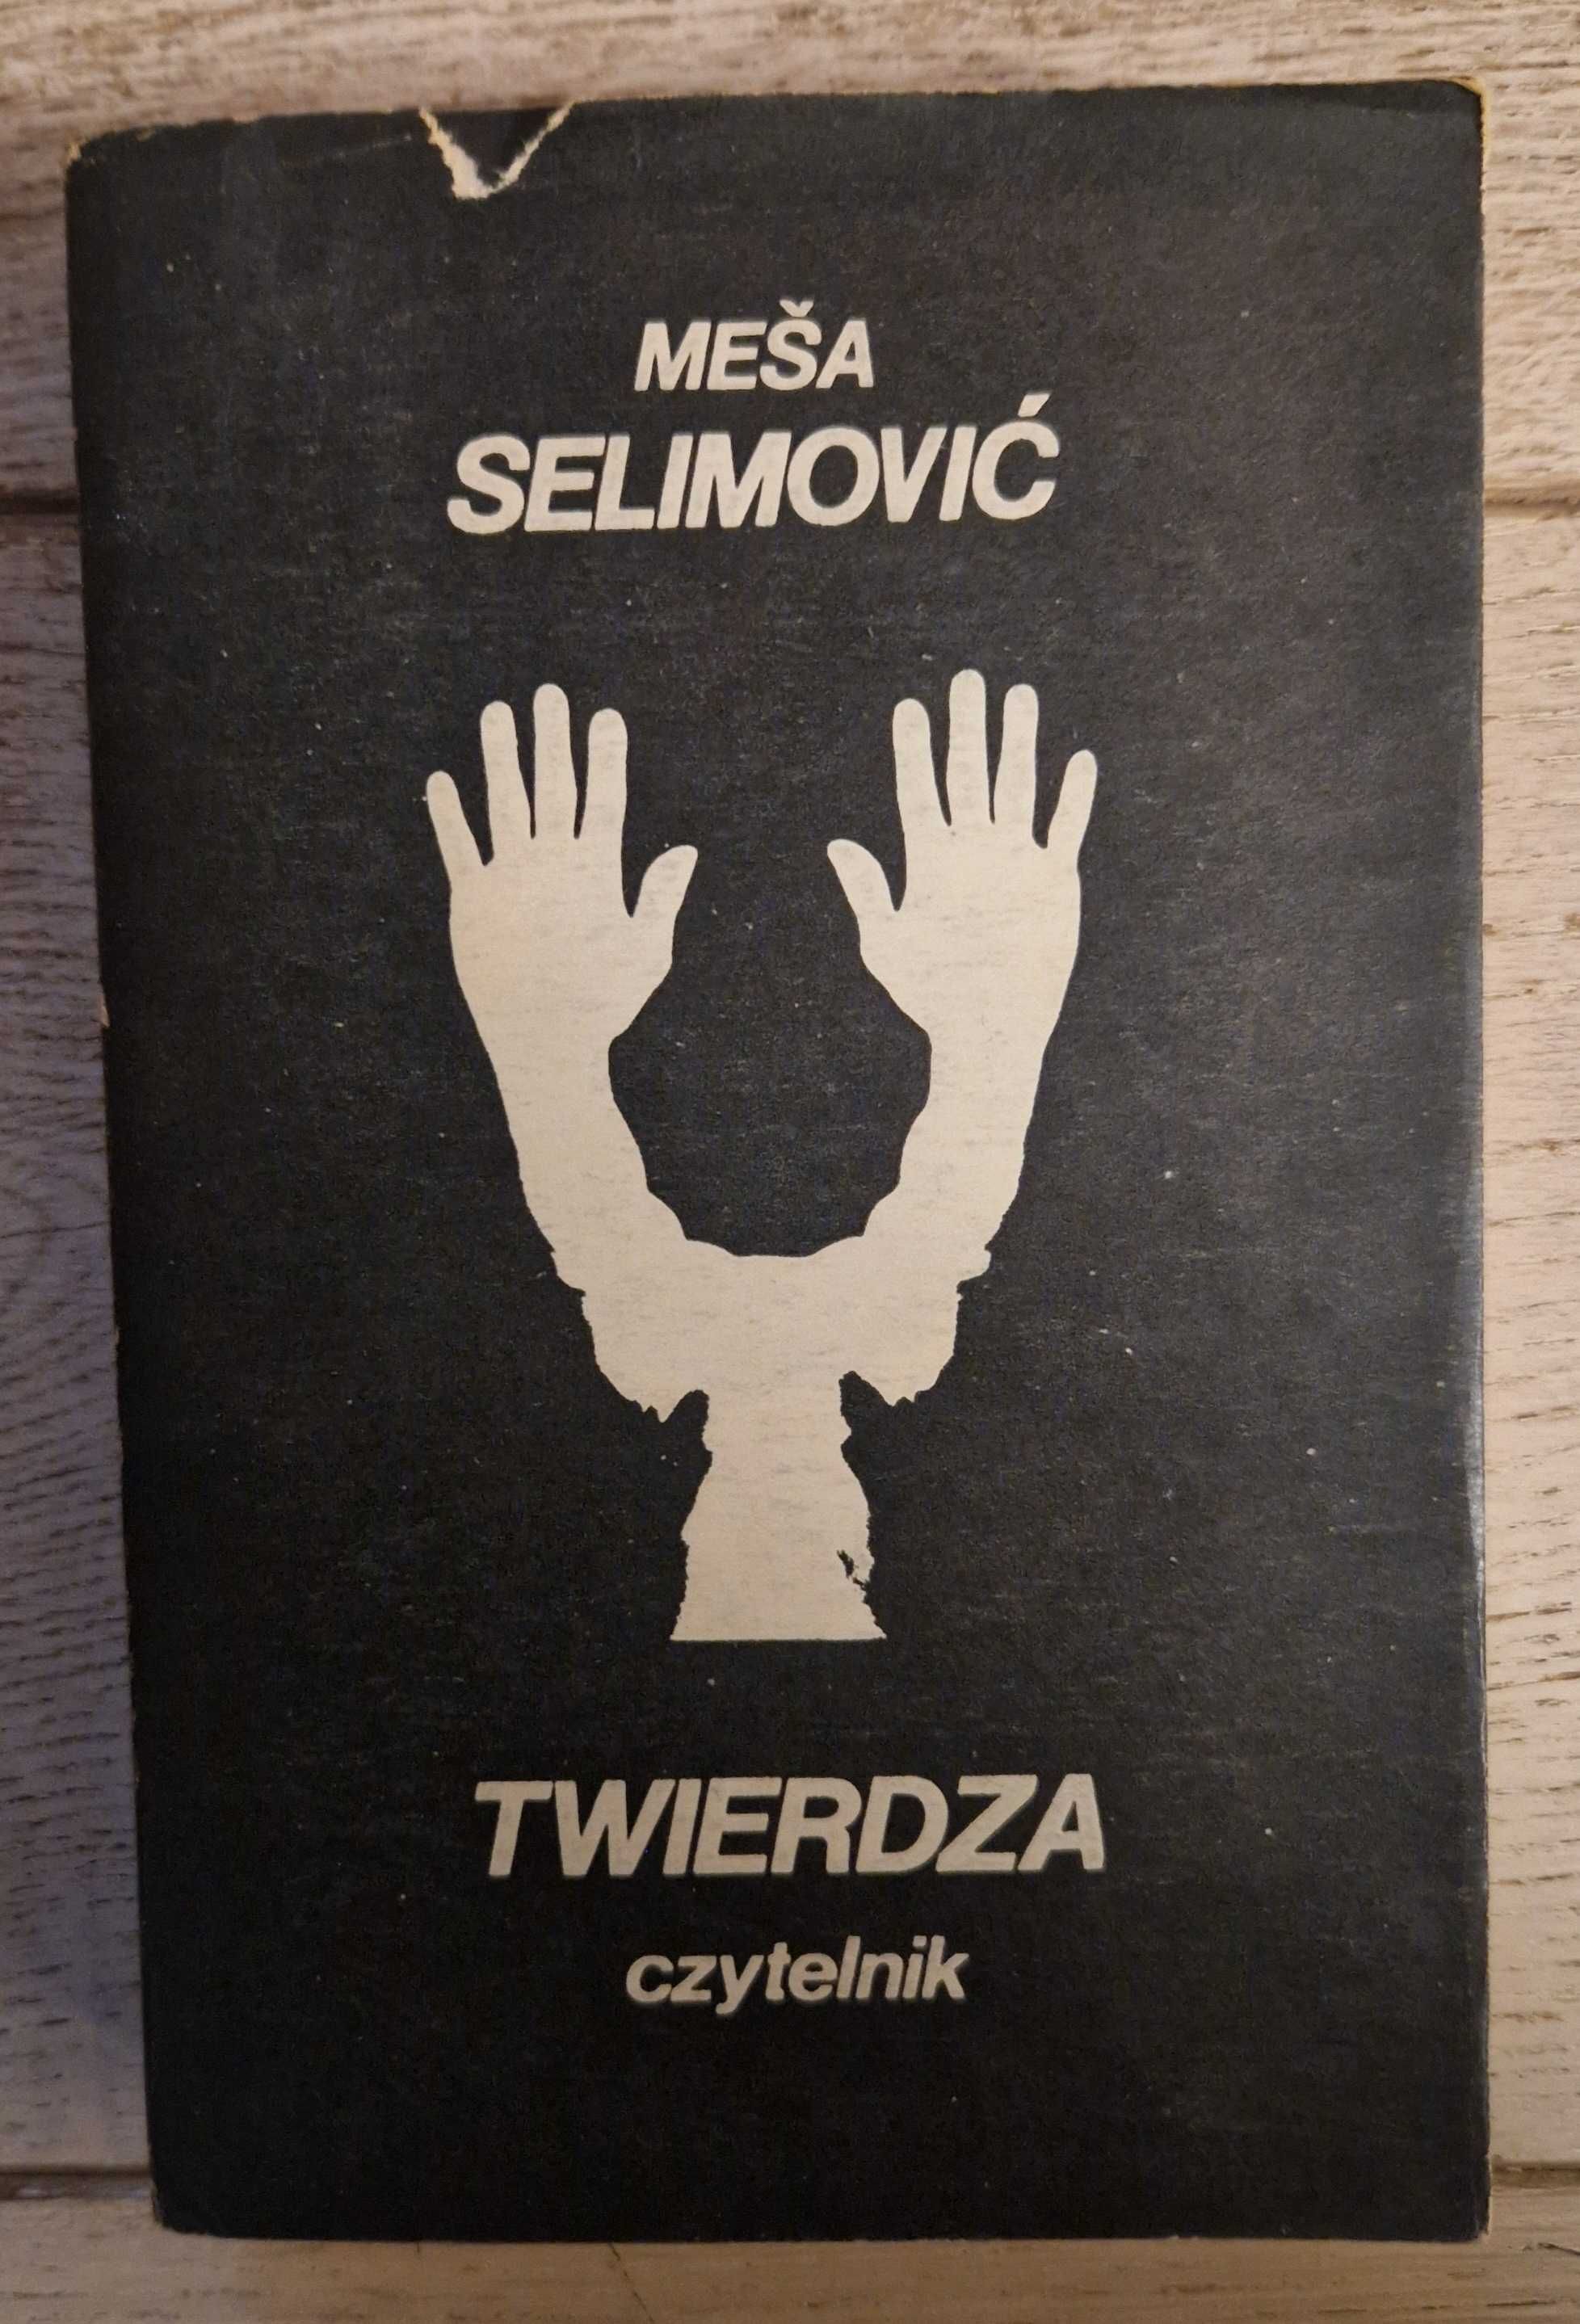 MEŠA
SELIMOVIĆ
TWIERDZA
czytelnik